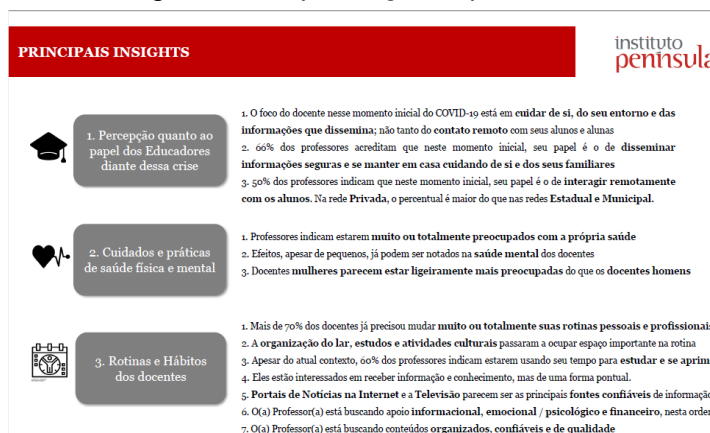 PRINCIPAIS INSIGHTS
instituto
península
1. Percepção quanto ao
papel dos Educadores
diante dessa crise
1. O foco do docente nesse momento inicial do COVID-19 está em cuidar de si, do seu entorno e das
informações que dissemina; não tanto do contato remoto com seus alunos e alunas
2. 66% dos professores acreditam que neste momento inicial, seu papel é o de disseminar
informações seguras e se manter em casa cuidando de si e dos seus familiares
3. 50% dos professores indicam que neste momento inicial, seu papel é o de interagir remotamente
com os alunos. Na rede Privada, o percentual é maior do que nas redes Estadual e Municipal.
2. Cuidados e práticas
de saúde física e mental
1. Professores indicam estarem muito ou totalmente preocupados com a própria saúde
2. Efeitos, apesar de pequenos, já podem ser notados na saúde mental dos docentes
3. Docentes mulheres parecem estar ligeiramente mais preocupadas do que os docentes homens
3. Rotinas e Hábitos
dos docentes
1. Mais de 70% dos docentes já precisou mudar muito ou totalmente suas rotinas pessoais e profissionais
2. A organização do lar, estudos e atividades culturais passaram a ocupar espaço importante na rotina
3. Apesar do atual contexto, 60% dos professores indicam estarem usando seu tempo para estudar e se aprim
4. Eles estão interessados em receber informação e conhecimento, mas de uma forma pontual.
5. Portais de Notícias na Internet e a Televisão parecem ser as principais fontes confiáveis de informação
6. O(a) Professor(a) está buscando apoio informacional, emocional / psicológico e financeiro, nesta orden
7. O(a) Professor(a) está buscando conteúdos organizados, confiáveis e de qualidade